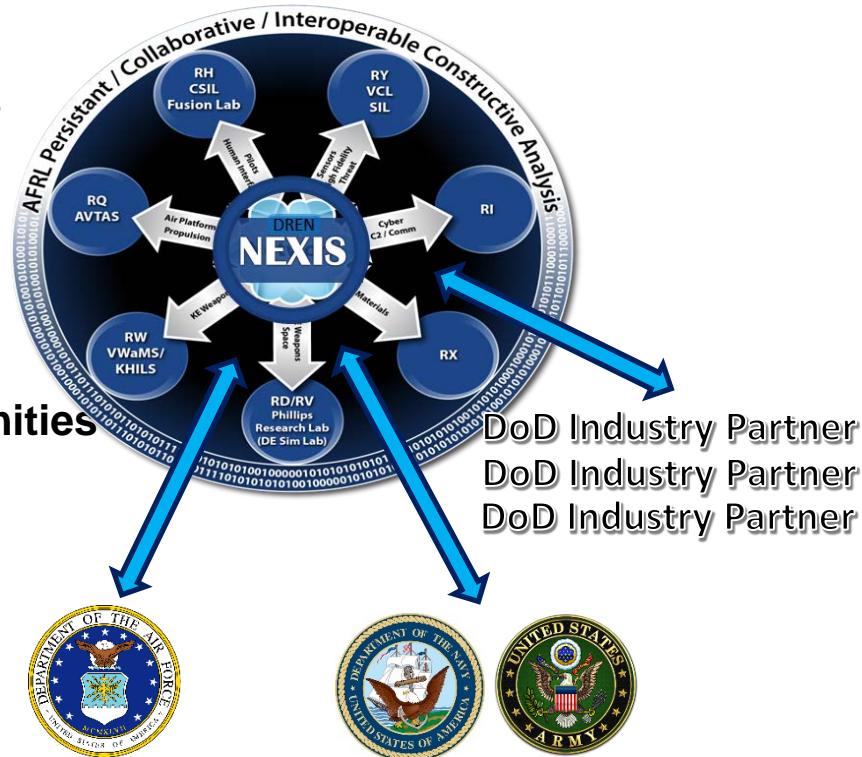 AFRL Persistant / Collaborative / Interoperable Constructive Analysis
RH
CSIL
Fusion Lab
RY
VCL
SIL
Pilots
Human
Sensors
Fidelity
Threat
RQ
AVTAS
Air Platform
Propulsion
DREN
NEXIS
Cyber
C2 / Comm
RI
KE
Weapons
Space
Materials
RW
VWaMS/
KHILS
RX
RD/RV
Phillips
Research Lab
(DE Sim Lab)
nities
DoD Industry Partner
DoD Industry Partner
DoD Industry Partner
DEPARTMENT OF THE AIR FORCE
MCMXLVII
UNITED STATES OF AMERICA
DEPARTMENT OF THE NAVY
UNITED STATES OF AMERICA
UNITED STATES
ARMY